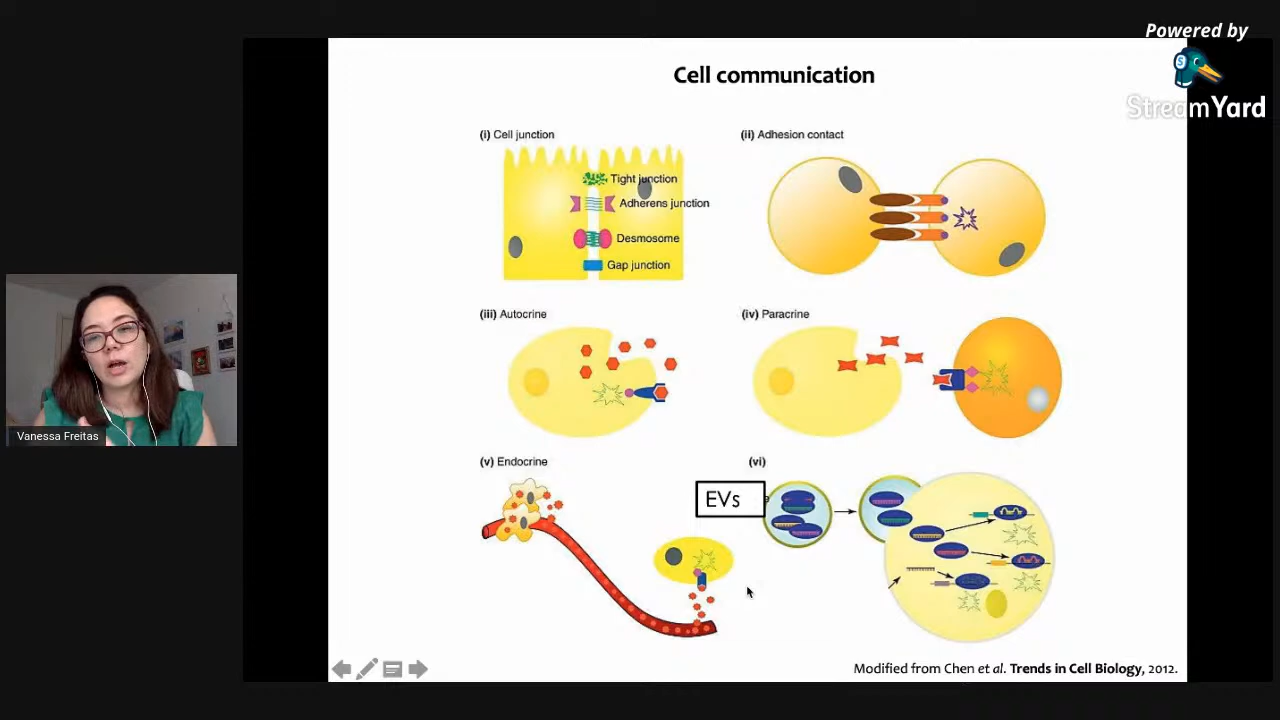 Powered by
StreamYard
Cell communication
(i) Cell junction
Tight junction
Adherens junction
Desmosome
Gap junction
(ii) Adhesion contact
(iii) Autocrine
(iv) Paracrine
(v) Endocrine
(vi)
EVs
Vanessa Freitas
Modified from Chen et al. Trends in Cell Biology, 2012.